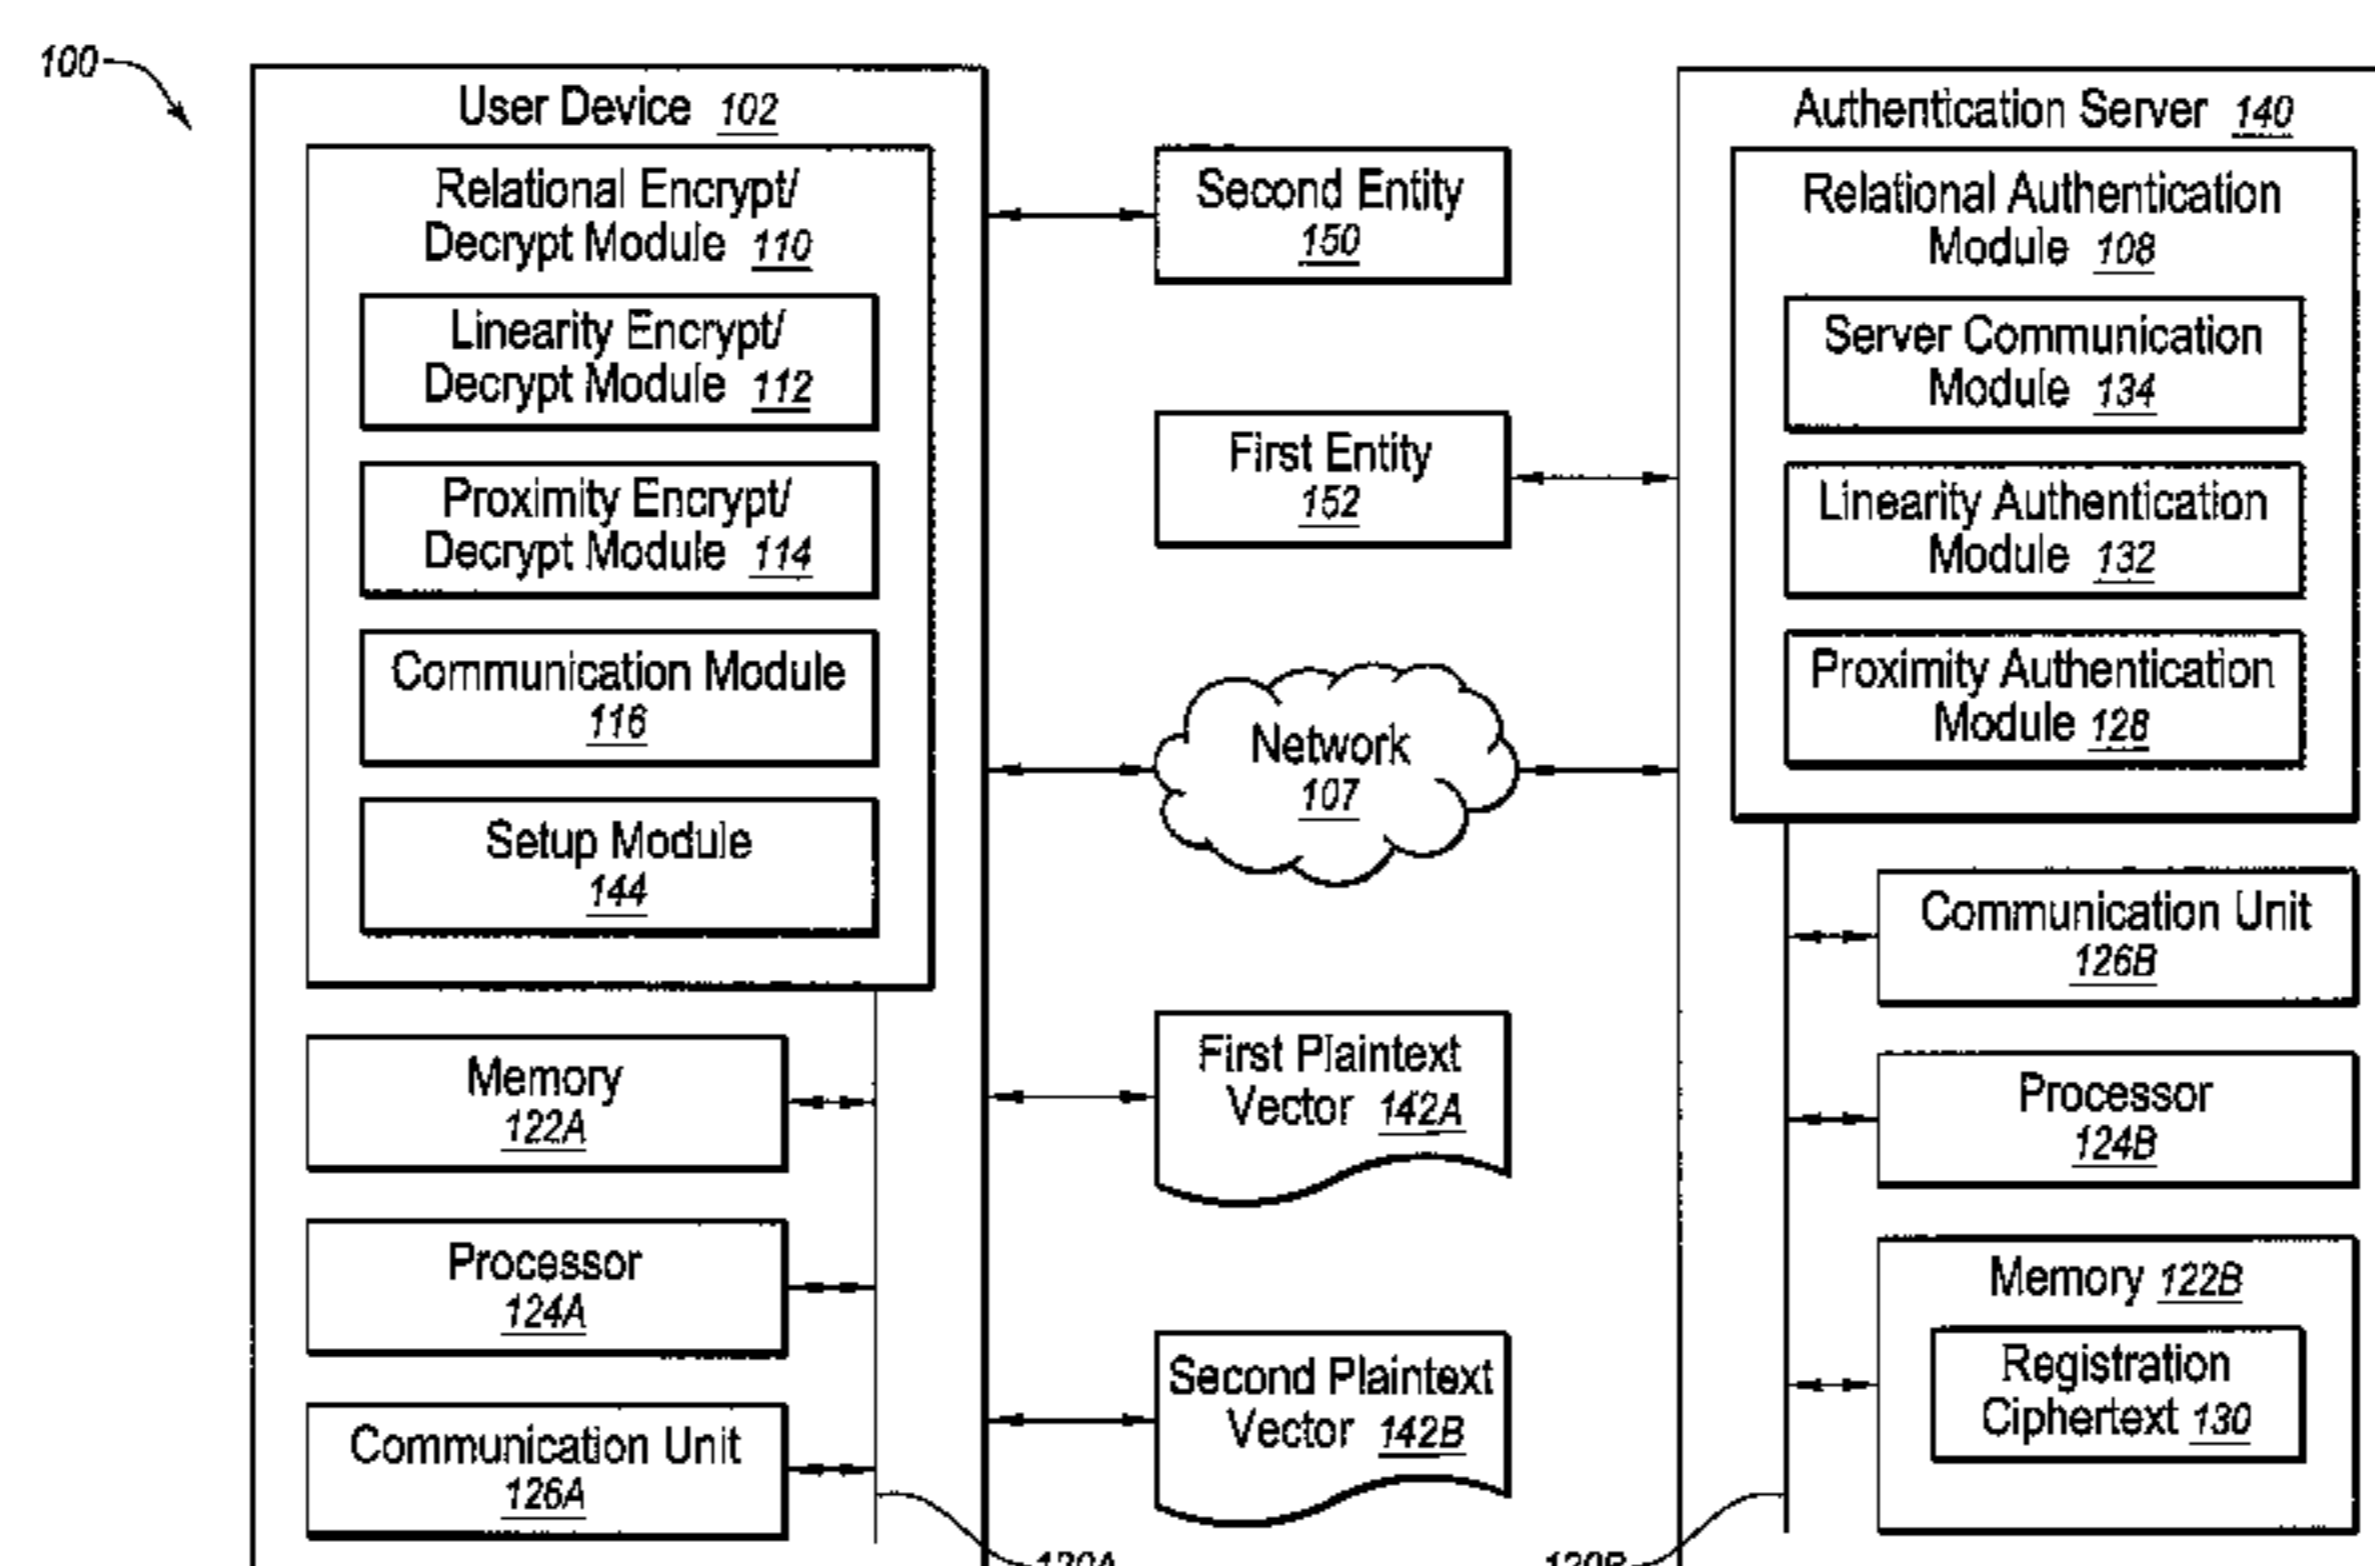 100
User Device 102
Relational Encrypt/
Decrypt Module 110
Linearity Encrypt/
Decrypt Module 112
Proximity Encrypt/
Decrypt Module 114
Communication Module
116
Setup Module
144
Memory
122A
Processor
124A
Communication Unit
126A
Second Entity
150
First Entity
152
Network
107
First Plaintext
Vector 142A
Second Plaintext
Vector 142B
Authentication Server 140
Relational Authentication
Module 108
Server Communication
Module 134
Linearity Authentication
Module 132
Proximity Authentication
Module 128
Communication Unit
126B
Processor
124B
Memory 122B
Registration
Ciphertext 130